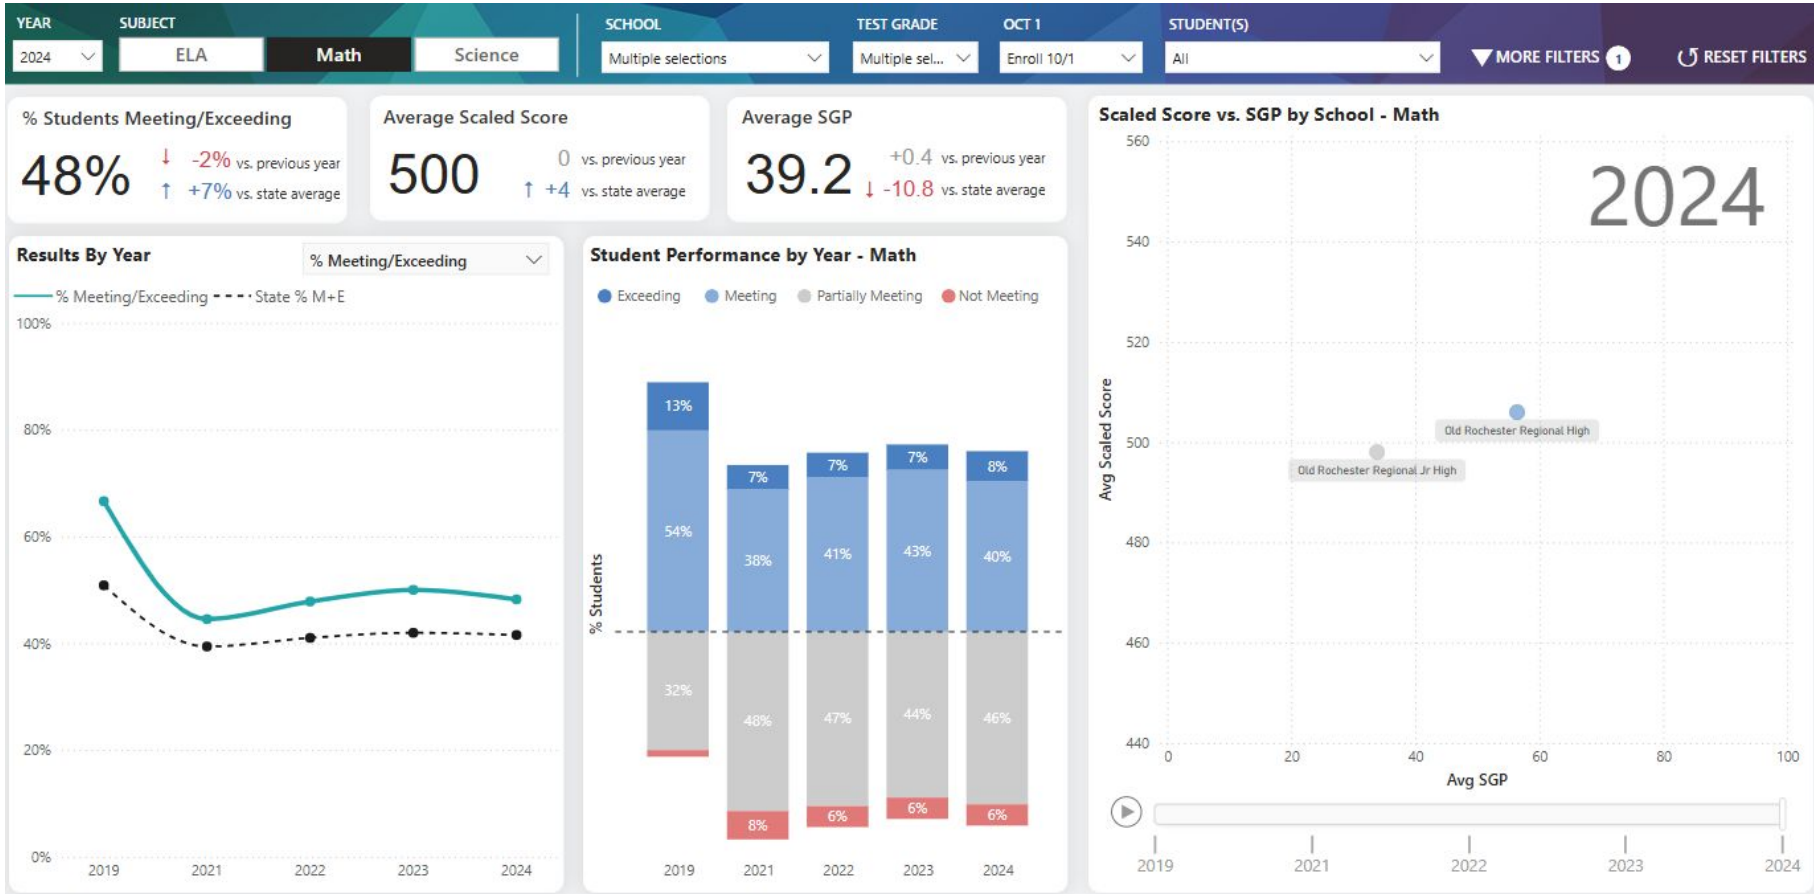 YEAR
SUBJECT
SCHOOL
TEST GRADE
OCT 1
STUDENT(S)
2024
ELA
Math
Science
Multiple selections
Multiple sel...
Enroll 10/1
All
MORE FILTERS 1
RESET FILTERS
% Students Meeting/Exceeding
48%
↓ -2% vs. previous year
↑ +7% vs. state average
Average Scaled Score
500
0 vs. previous year
↑ +4 vs. state average
Average SGP
39.2
+0.4 vs. previous year
↓ -10.8 vs. state average
Results By Year
% Meeting/Exceeding
% Meeting/Exceeding
State % M+E
100%
80%
60%
40%
20%
0%
2019
2021
2022
2023
2024
Student Performance by Year - Math
Exceeding
Meeting
Partially Meeting
Not Meeting
% Students
13%
54%
32%
7%
38%
48%
8%
7%
41%
47%
6%
7%
43%
44%
6%
8%
40%
46%
6%
2019
2021
2022
2023
2024
Scaled Score vs. SGP by School - Math
2024
Avg Scaled Score
560
540
520
500
480
460
440
Old Rochester Regional High
Old Rochester Regional Jr High
0
20
40
60
80
100
Avg SGP
2019
2021
2022
2023
2024